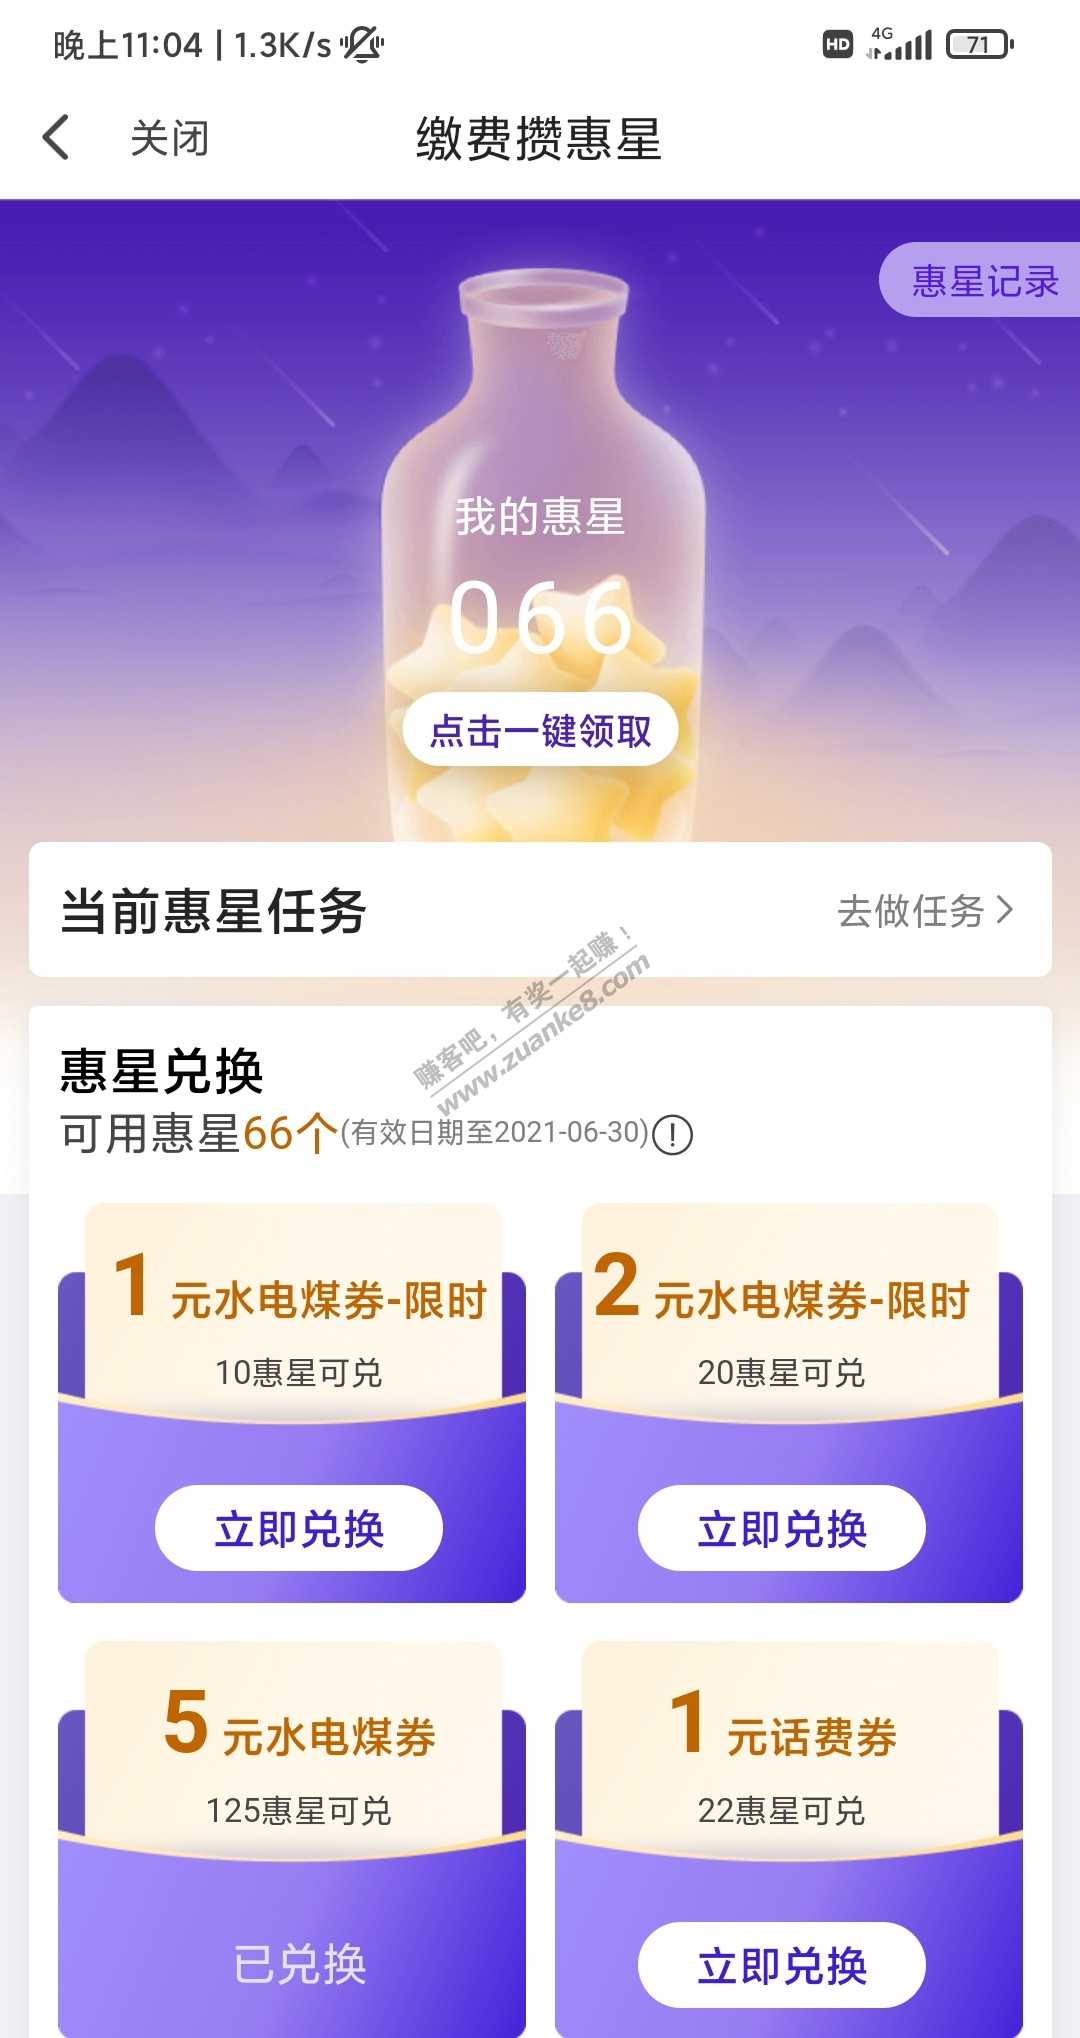 晚上11:04 | 1.3K/s
HD 4G 71
关闭
缴费攒惠星
惠星记录
我的惠星
066
点击一键领取
当前惠星任务
去做任务
赚客吧，有奖一起赚！
www.zuanke8.com
惠星兑换
可用惠星66个(有效日期至2021-06-30)
1 元水电煤券-限时
10惠星可兑
立即兑换
2 元水电煤券-限时
20惠星可兑
立即兑换
5 元水电煤券
125惠星可兑
已兑换
1 元话费券
22惠星可兑
立即兑换